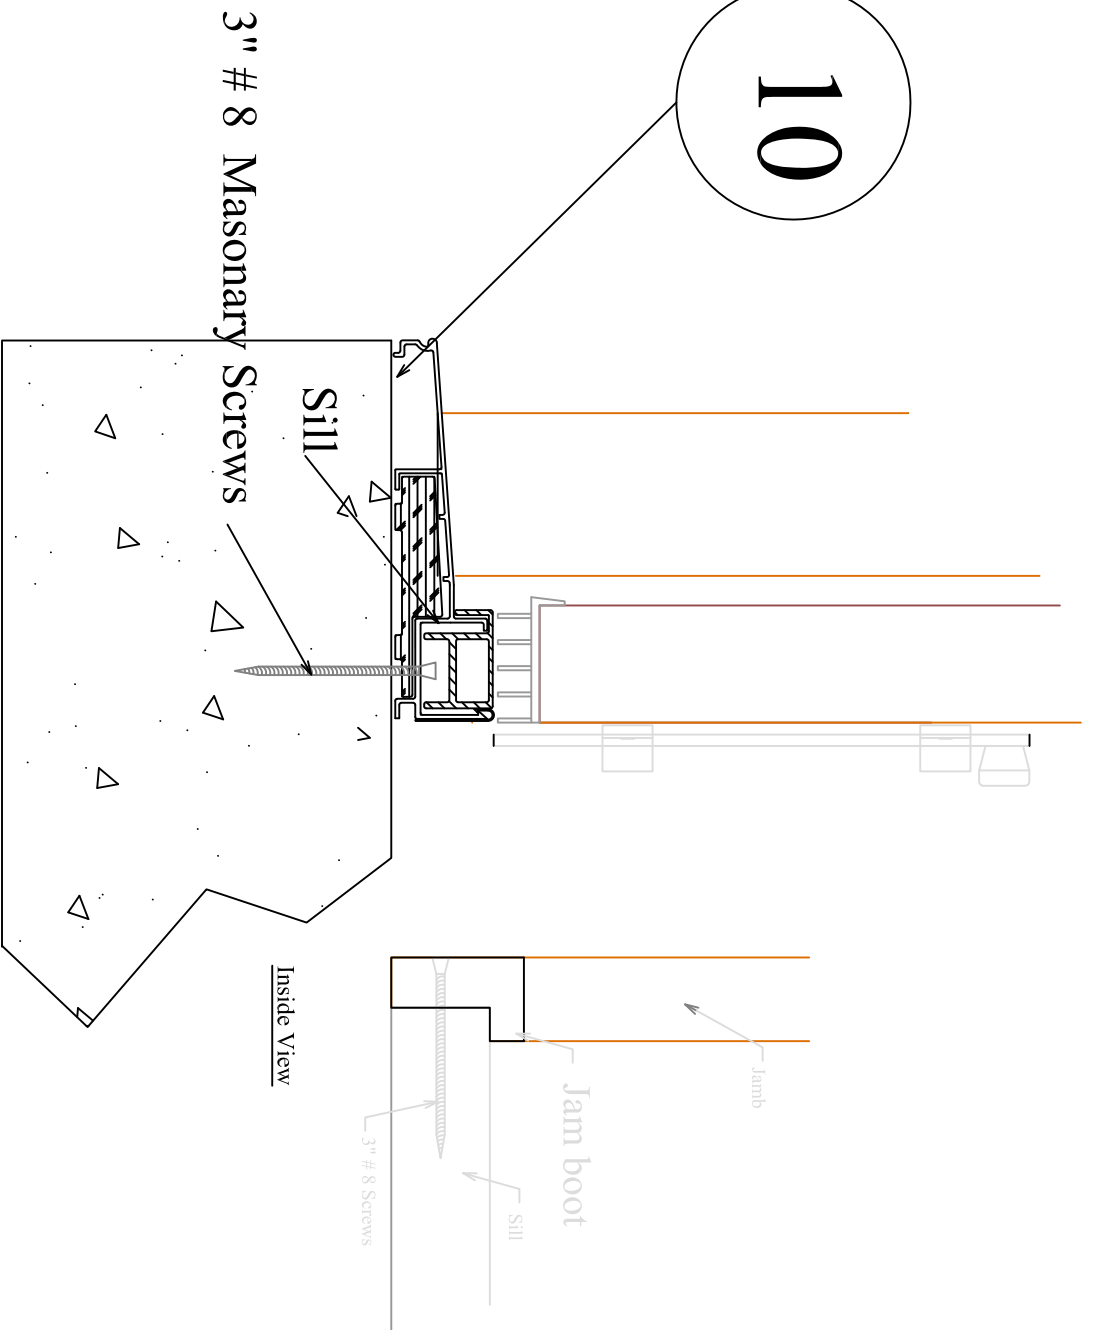 10
3" # 8 Masonary Screws
Sill
Inside View
Jamb
Jam boot
Sill
3" # 8 Screws